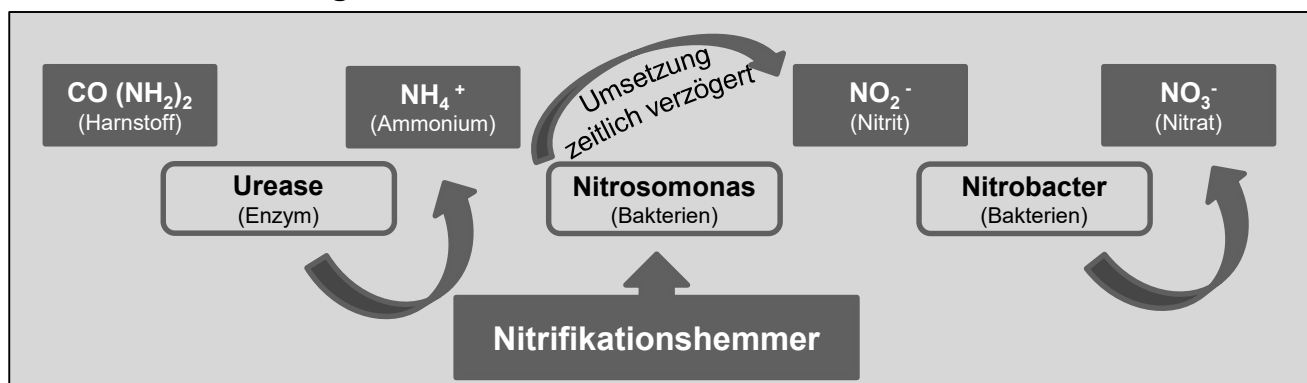 CO (NH₂)₂
(Harnstoff)
NH₄⁺
(Ammonium)
Umsetzung
zeitlich verzögert
NO₂⁻
(Nitrit)
NO₃⁻
(Nitrat)
Urease
(Enzym)
Nitrosomonas
(Bakterien)
Nitrobacter
(Bakterien)
Nitrifikationshemmer